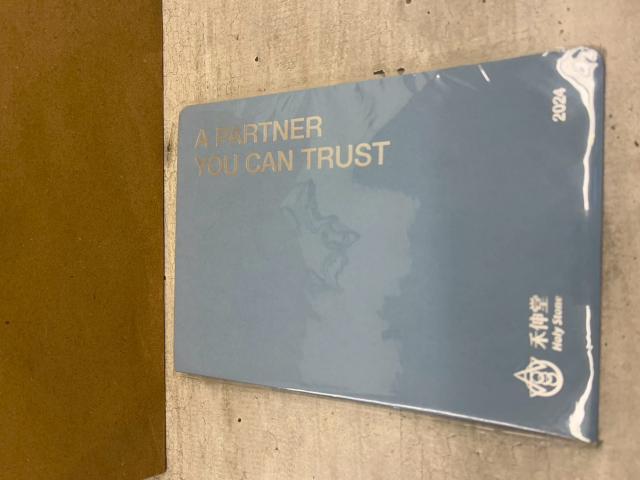 A PARTNER
YOU CAN TRUST
2024
禾伸堂
Holy Stone